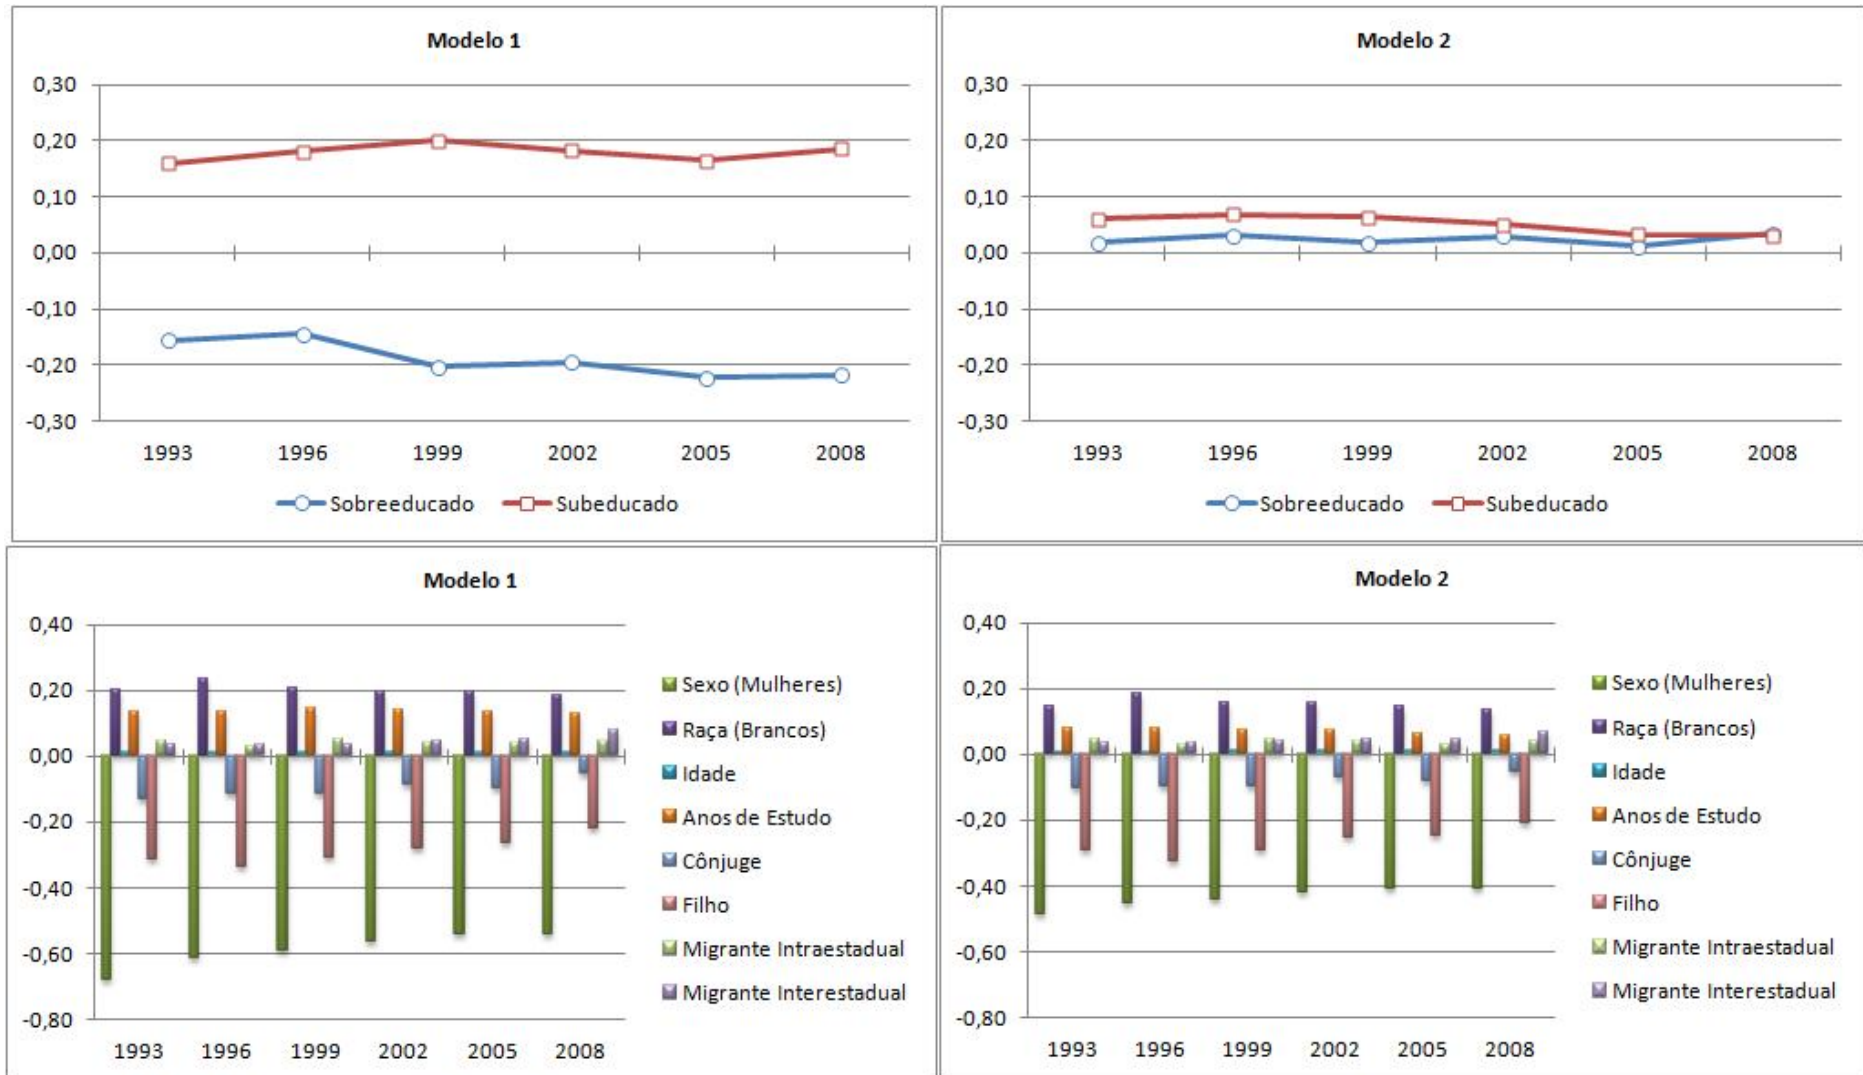 Modelo 1
0,30
0,20
0,10
0,00
-0,10
-0,20
-0,30
1993 1996 1999 2002 2005 2008
Sobreeducado Subeducado
Modelo 2
0,30
0,20
0,10
0,00
-0,10
-0,20
-0,30
1993 1996 1999 2002 2005 2008
Sobreeducado Subeducado
Modelo 1
0,40
0,20
0,00
-0,20
-0,40
-0,60
-0,80
1993 1996 1999 2002 2005 2008
Sexo (Mulheres)
Raça (Brancos)
Idade
Anos de Estudo
Cônjuge
Filho
Migrante Intraestadual
Migrante Interestadual
Modelo 2
0,40
0,20
0,00
-0,20
-0,40
-0,60
-0,80
1993 1996 1999 2002 2005 2008
Sexo (Mulheres)
Raça (Brancos)
Idade
Anos de Estudo
Cônjuge
Filho
Migrante Intraestadual
Migrante Interestadual